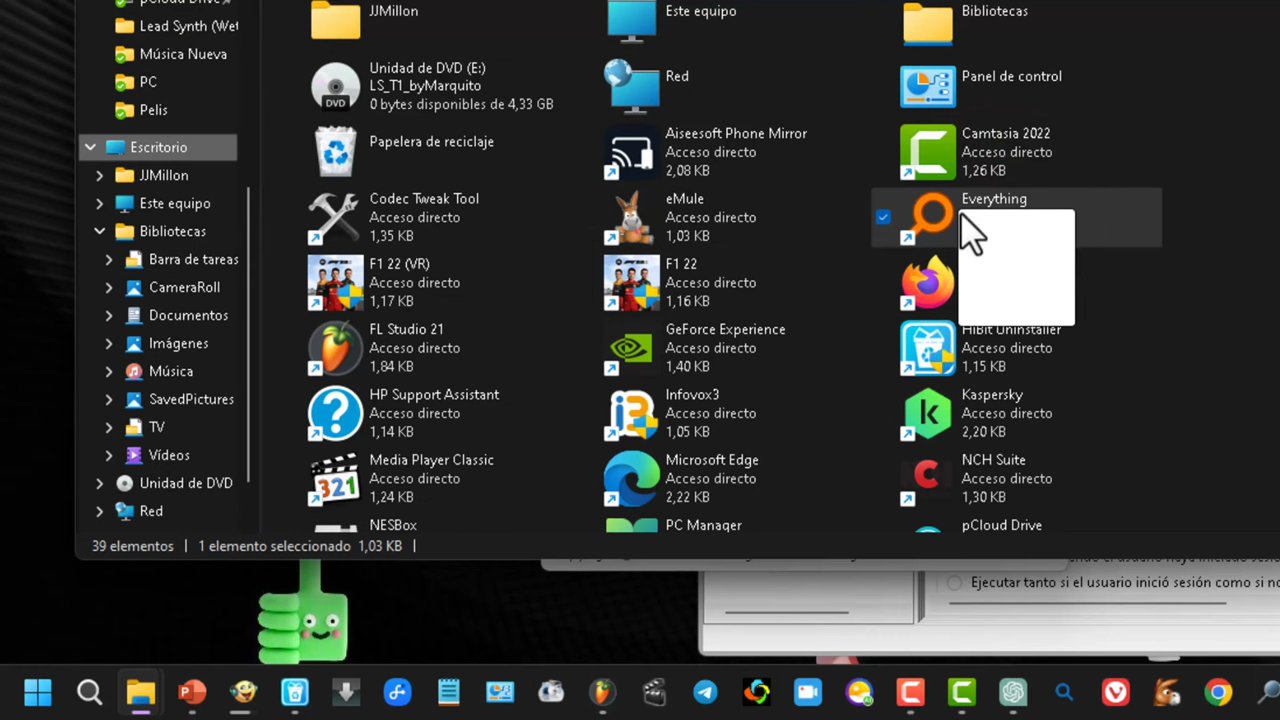 pCloud Drive
Lead Synth (Wet
Música Nueva
PC
Pelis
Escritorio
JJMillon
Este equipo
Bibliotecas
Barra de tareas
CameraRoll
Documentos
Imágenes
Música
SavedPictures
TV
Vídeos
Unidad de DVD
Red
JJMillon
Este equipo
Bibliotecas
Unidad de DVD (E:)
LS_T1_byMarquito
0 bytes disponibles de 4,33 GB
Red
Panel de control
Papelera de reciclaje
Aiseesoft Phone Mirror
Acceso directo
2,08 KB
Camtasia 2022
Acceso directo
1,26 KB
Codec Tweak Tool
Acceso directo
1,35 KB
eMule
Acceso directo
1,03 KB
Everything
F1 22 (VR)
Acceso directo
1,17 KB
F1 22
Acceso directo
1,16 KB
FL Studio 21
Acceso directo
1,84 KB
GeForce Experience
Acceso directo
1,40 KB
HiBit Uninstaller
Acceso directo
1,15 KB
HP Support Assistant
Acceso directo
1,14 KB
Infovox3
Acceso directo
1,05 KB
Kaspersky
Acceso directo
2,20 KB
Media Player Classic
Acceso directo
1,24 KB
Microsoft Edge
Acceso directo
2,22 KB
NCH Suite
Acceso directo
1,30 KB
NESBox
PC Manager
pCloud Drive
39 elementos | 1 elemento seleccionado 1,03 KB |
Ejecutar tanto si el usuario inició sesión como si no